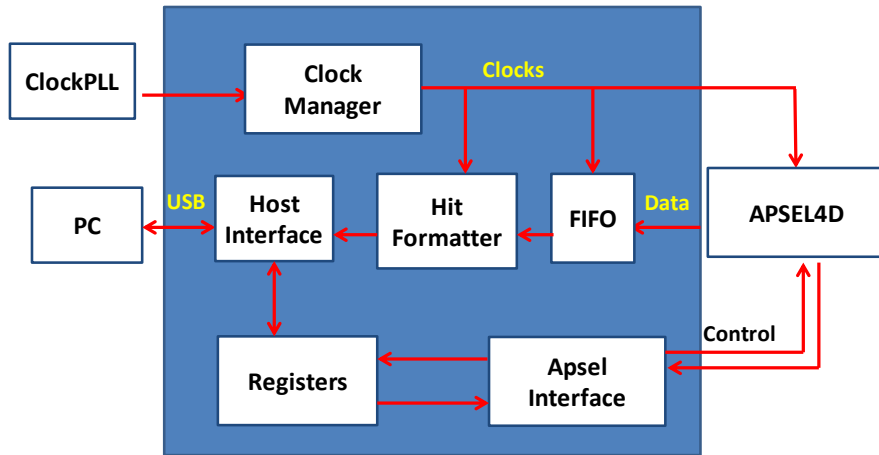 ClockPLL
Clock
Manager
Clocks
PC
USB
Host
Interface
Hit
Formatter
FIFO
Data
APSEL4D
Registers
Apsel
Interface
Control